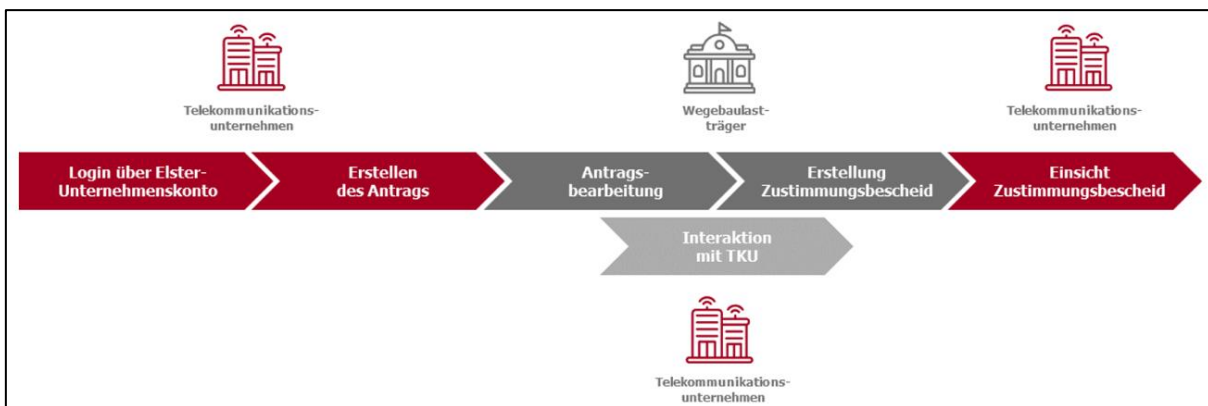 Telekommunikations-
unternehmen
Wegebaulast-
träger
Telekommunikations-
unternehmen
Login über Elster-
Unternehmenskonto
Erstellen
des Antrags
Antrags-
bearbeitung
Erstellung
Zustimmungsbescheid
Einsicht
Zustimmungsbescheid
Interaktion
mit TKU
Telekommunikations-
unternehmen